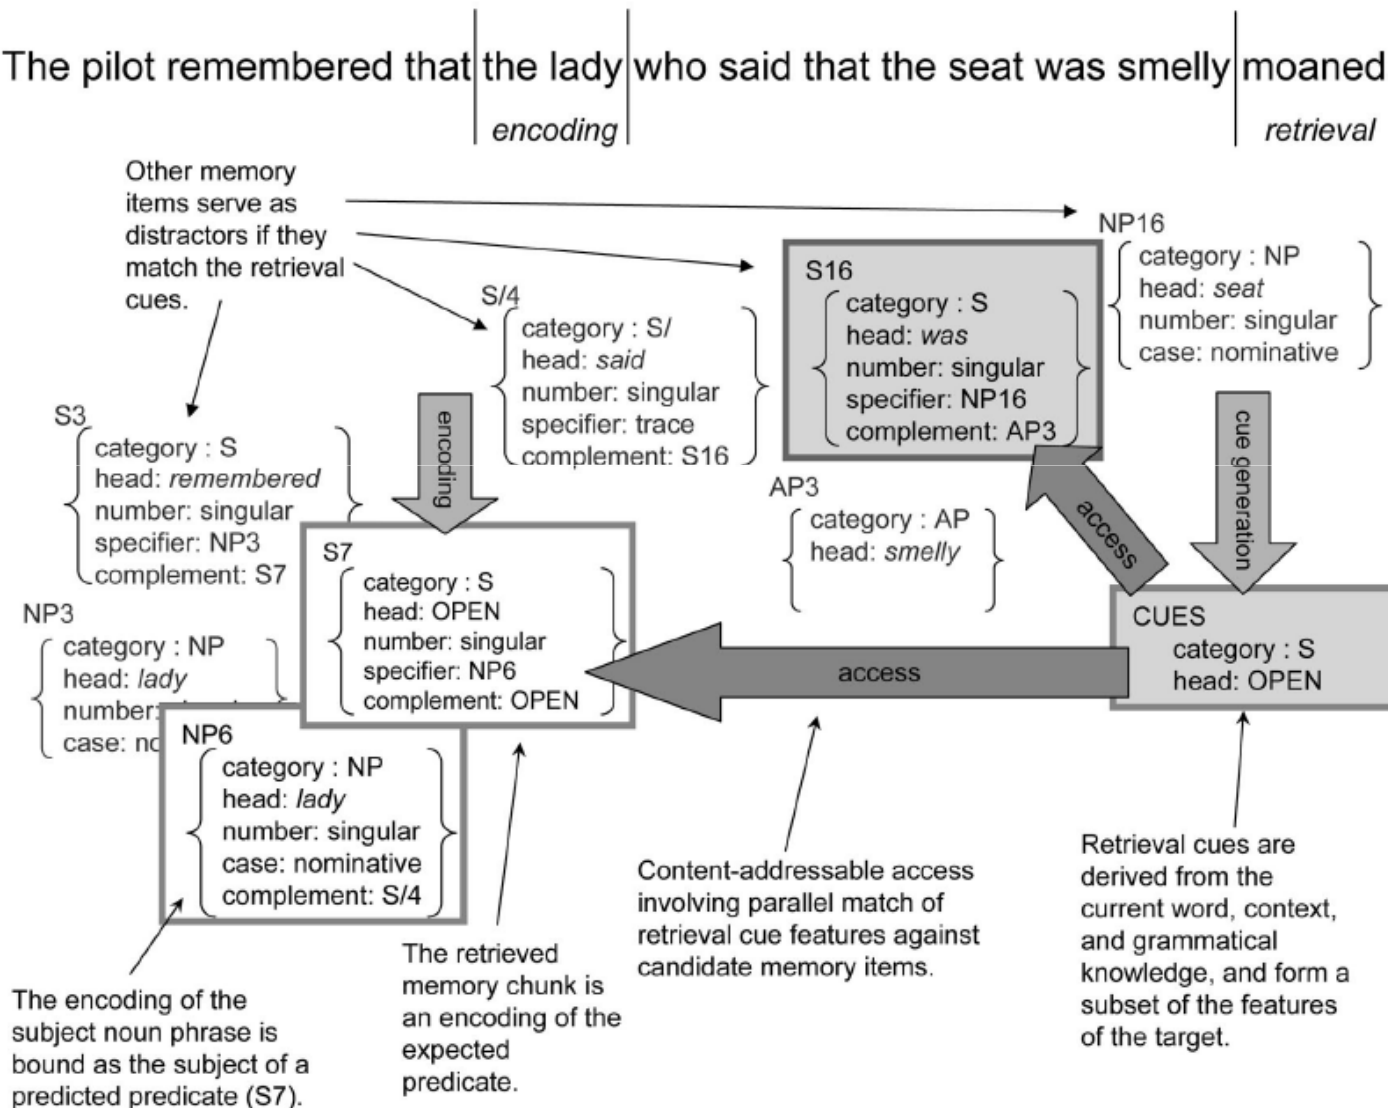 The pilot remembered that the lady who said that the seat was smelly moaned
encoding
retrieval
Other memory
items serve as
distractors if they
match the retrieval
cues.
NP16
category : NP
head: seat
number: singular
case: nominative
S16
category : S
head: was
number: singular
specifier: NP16
complement: AP3
S/4
category : S/
head: said
number: singular
specifier: trace
complement: S16
S3
category : S
head: remembered
number: singular
specifier: NP3
complement: S7
encoding
cue generation
access
AP3
category : AP
head: smelly
S7
category : S
head: OPEN
number: singular
specifier: NP6
complement: OPEN
access
CUES
category : S
head: OPEN
NP3
category : NP
head: lady
number:
case: no
NP6
category : NP
head: lady
number: singular
case: nominative
complement: S/4
The encoding of the
subject noun phrase is
bound as the subject of a
predicted predicate (S7).
The retrieved
memory chunk is
an encoding of the
expected
predicate.
Content-addressable access
involving parallel match of
retrieval cue features against
candidate memory items.
Retrieval cues are
derived from the
current word, context,
and grammatical
knowledge, and form a
subset of the features
of the target.